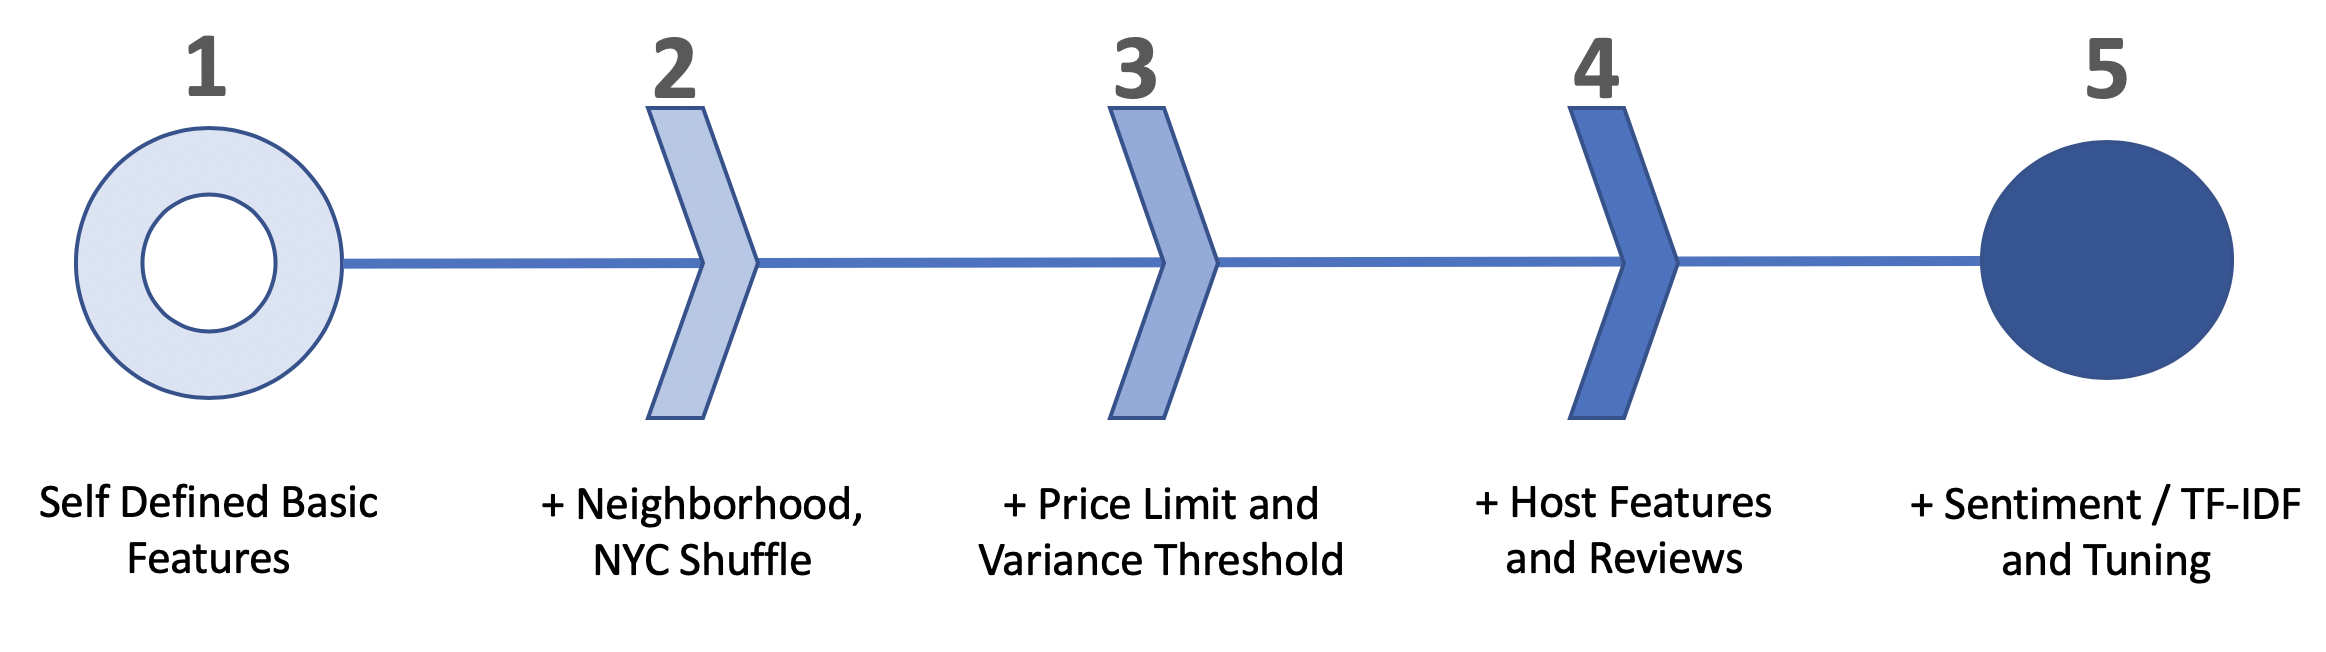 1
2
3
4
5
Self Defined Basic
Features
+ Neighborhood,
NYC Shuffle
+ Price Limit and
Variance Threshold
+ Host Features
and Reviews
+ Sentiment / TF-IDF
and Tuning